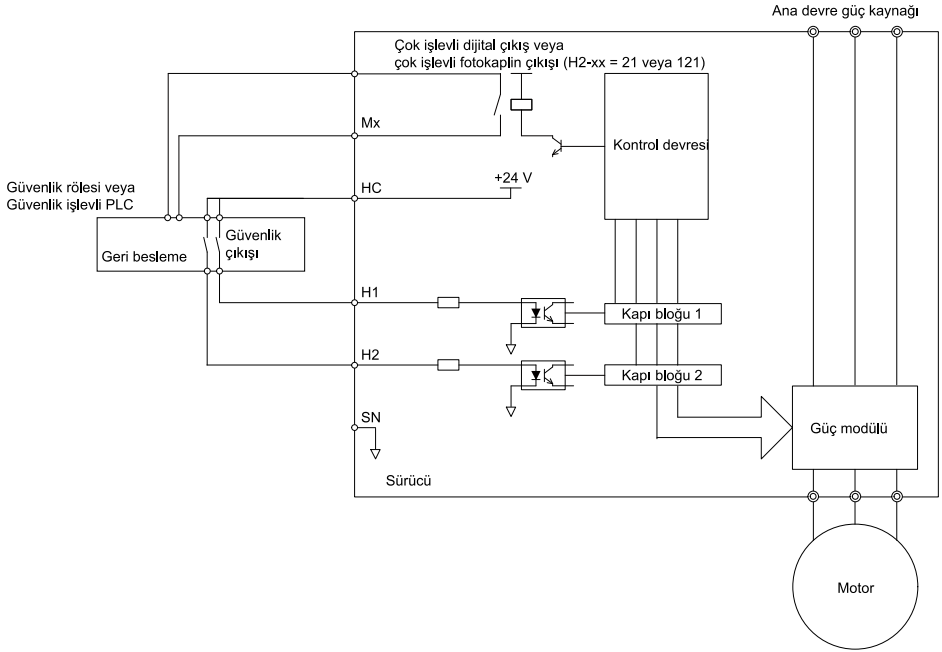 Ana devre güç kaynağı
Çok işlevli dijital çıkış veya
çok işlevli fotokaplin çıkışı (H2-xx = 21 veya 121)
Mx
Kontrol devresi
+24 V
HC
Güvenlik rölesi veya
Güvenlik işlevli PLC
Güvenlik
çıkışı
Geri besleme
H1
Kapı bloğu 1
H2
Kapı bloğu 2
SN
Güç modülü
Sürücü
Motor